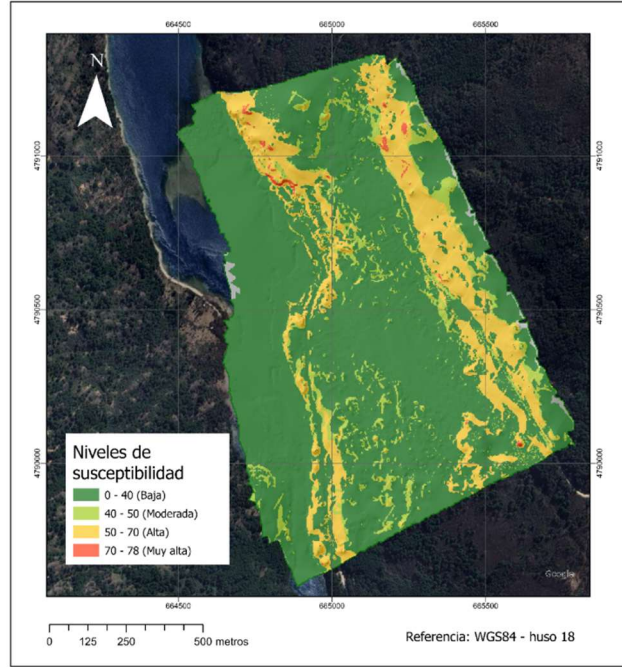 664500 665000 665500
N
4791000 4791000
4790500 4790500
Niveles de
susceptibilidad
0 - 40 (Baja)
40 - 50 (Moderada)
50 - 70 (Alta)
70 - 78 (Muy alta)
4790000 4790000
Google
664500 665000 665500
0 125 250 500 metros
Referencia: WGS84 - huso 18